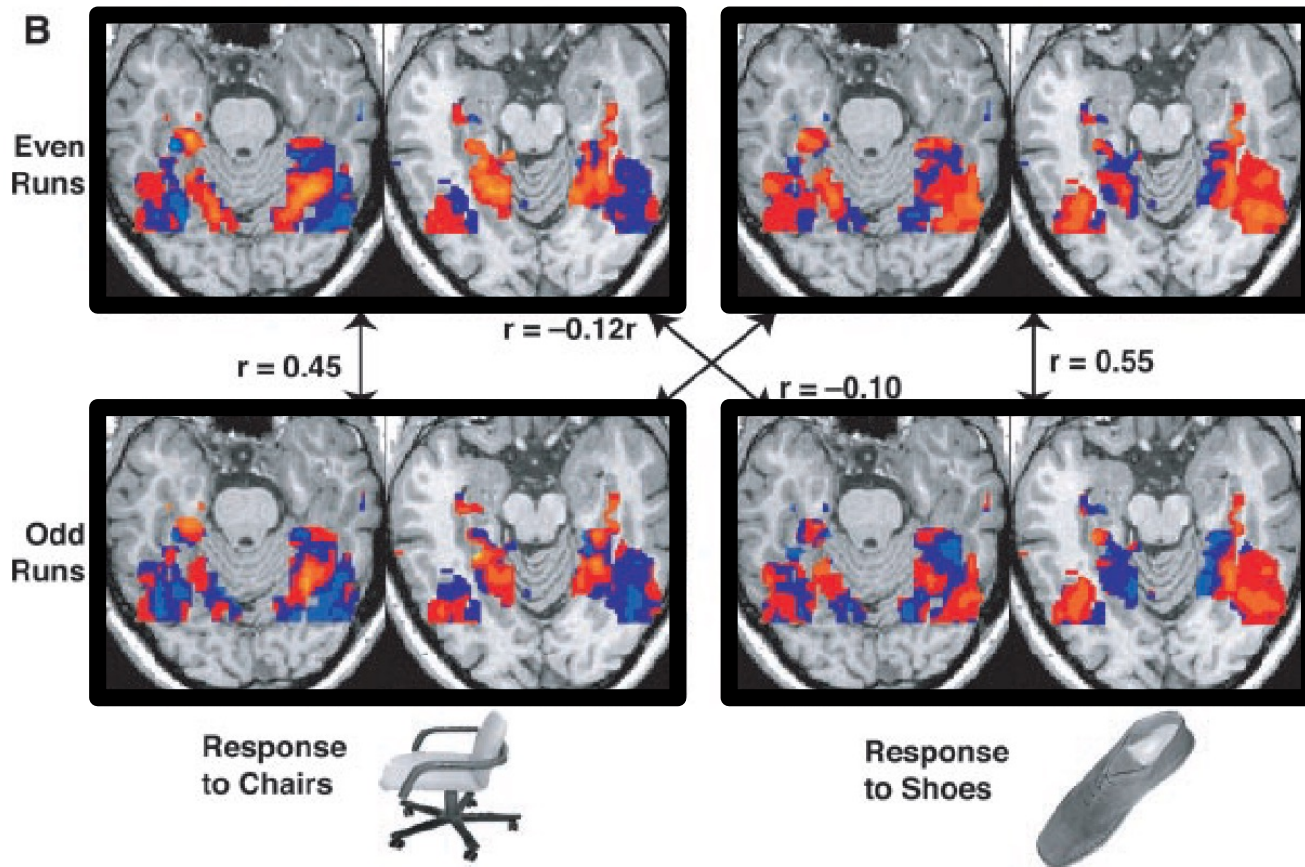 B
Even
Runs
r = 0.45
r = –0.12r
r = –0.10
r = 0.55
Odd
Runs
Response
to Chairs
Response
to Shoes